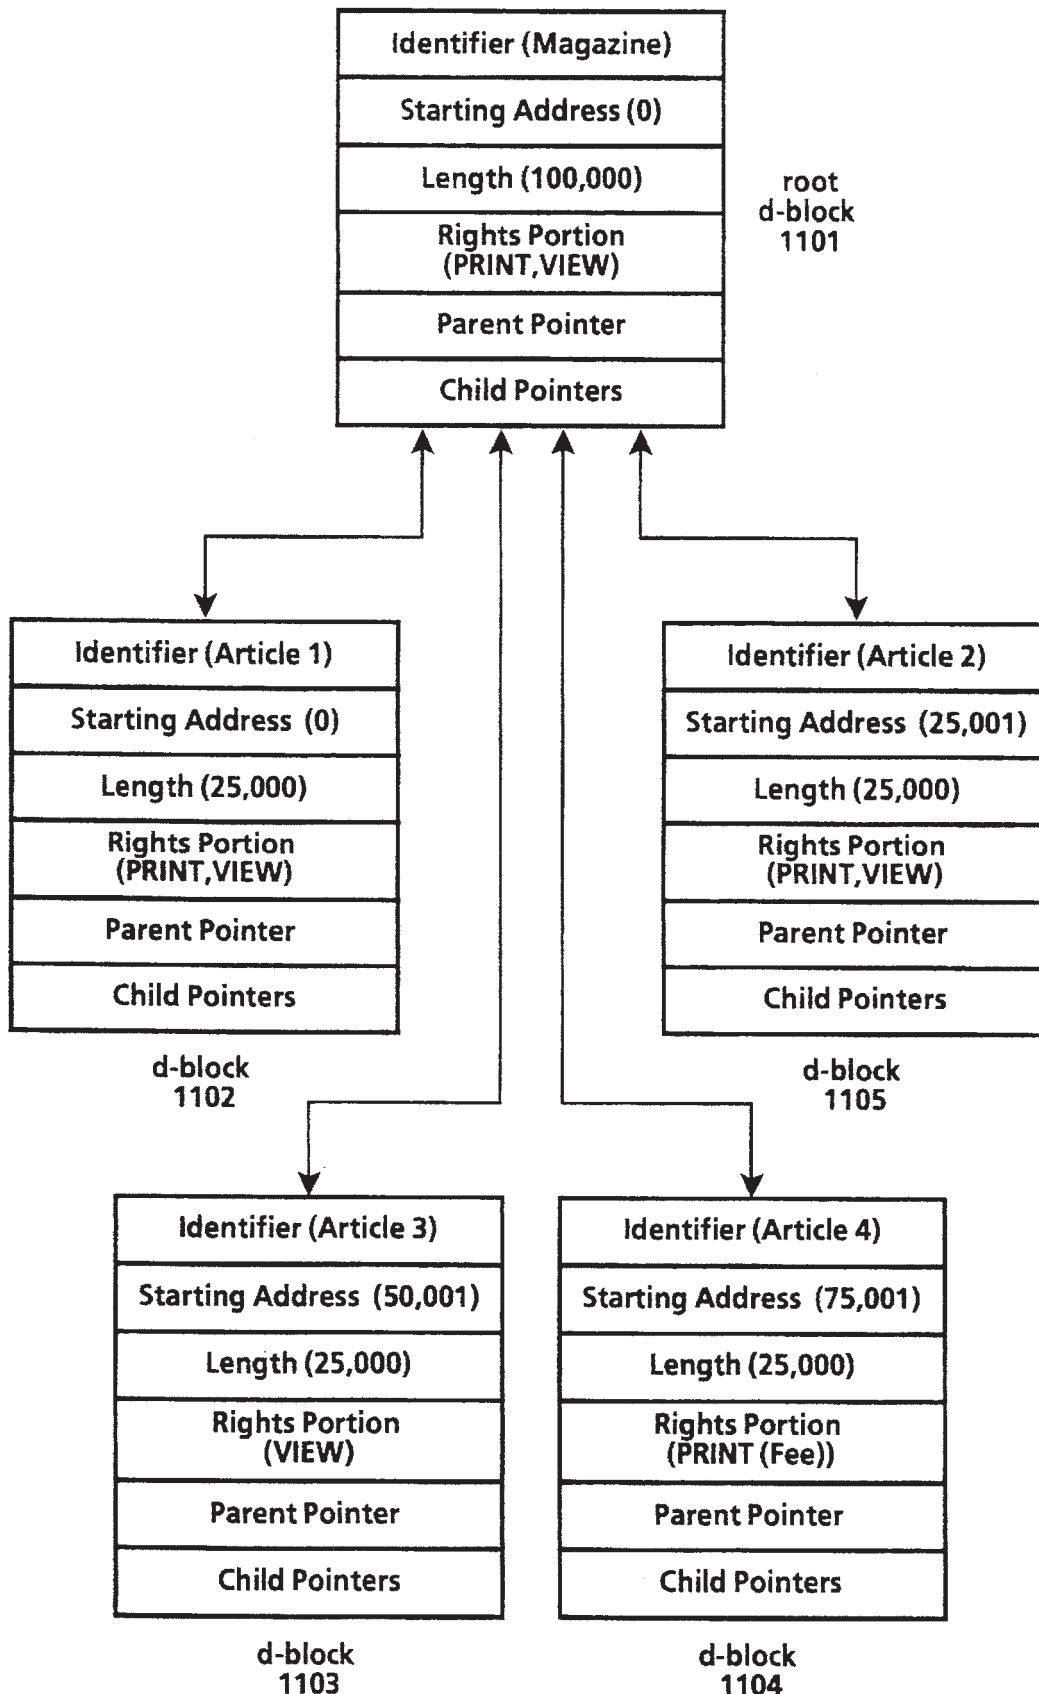 Identifier (Magazine)
Starting Address (0)
Length (100,000)
Rights Portion
(PRINT,VIEW)
Parent Pointer
Child Pointers
root
d-block
1101
Identifier (Article 1)
Starting Address (0)
Length (25,000)
Rights Portion
(PRINT,VIEW)
Parent Pointer
Child Pointers
d-block
1102
Identifier (Article 2)
Starting Address (25,001)
Length (25,000)
Rights Portion
(PRINT,VIEW)
Parent Pointer
Child Pointers
d-block
1105
Identifier (Article 3)
Starting Address (50,001)
Length (25,000)
Rights Portion
(VIEW)
Parent Pointer
Child Pointers
d-block
1103
Identifier (Article 4)
Starting Address (75,001)
Length (25,000)
Rights Portion
(PRINT (Fee))
Parent Pointer
Child Pointers
d-block
1104